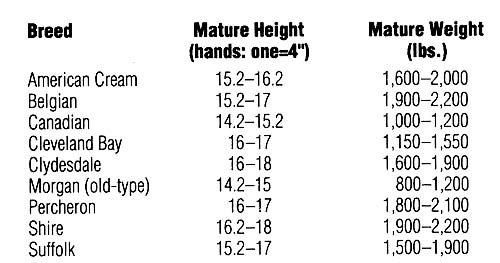 Breed Mature Height Mature Weight
(hands: one=4") (lbs.)
American Cream 15.2–16.2 1,600–2,000
Belgian 15.2–17 1,900–2,200
Canadian 14.2–15.2 1,000–1,200
Cleveland Bay 16–17 1,150–1,550
Clydesdale 16–18 1,600–1,900
Morgan (old-type) 14.2–15 800–1,200
Percheron 16–17 1,800–2,100
Shire 16.2–18 1,900–2,200
Suffolk 15.2–17 1,500–1,900